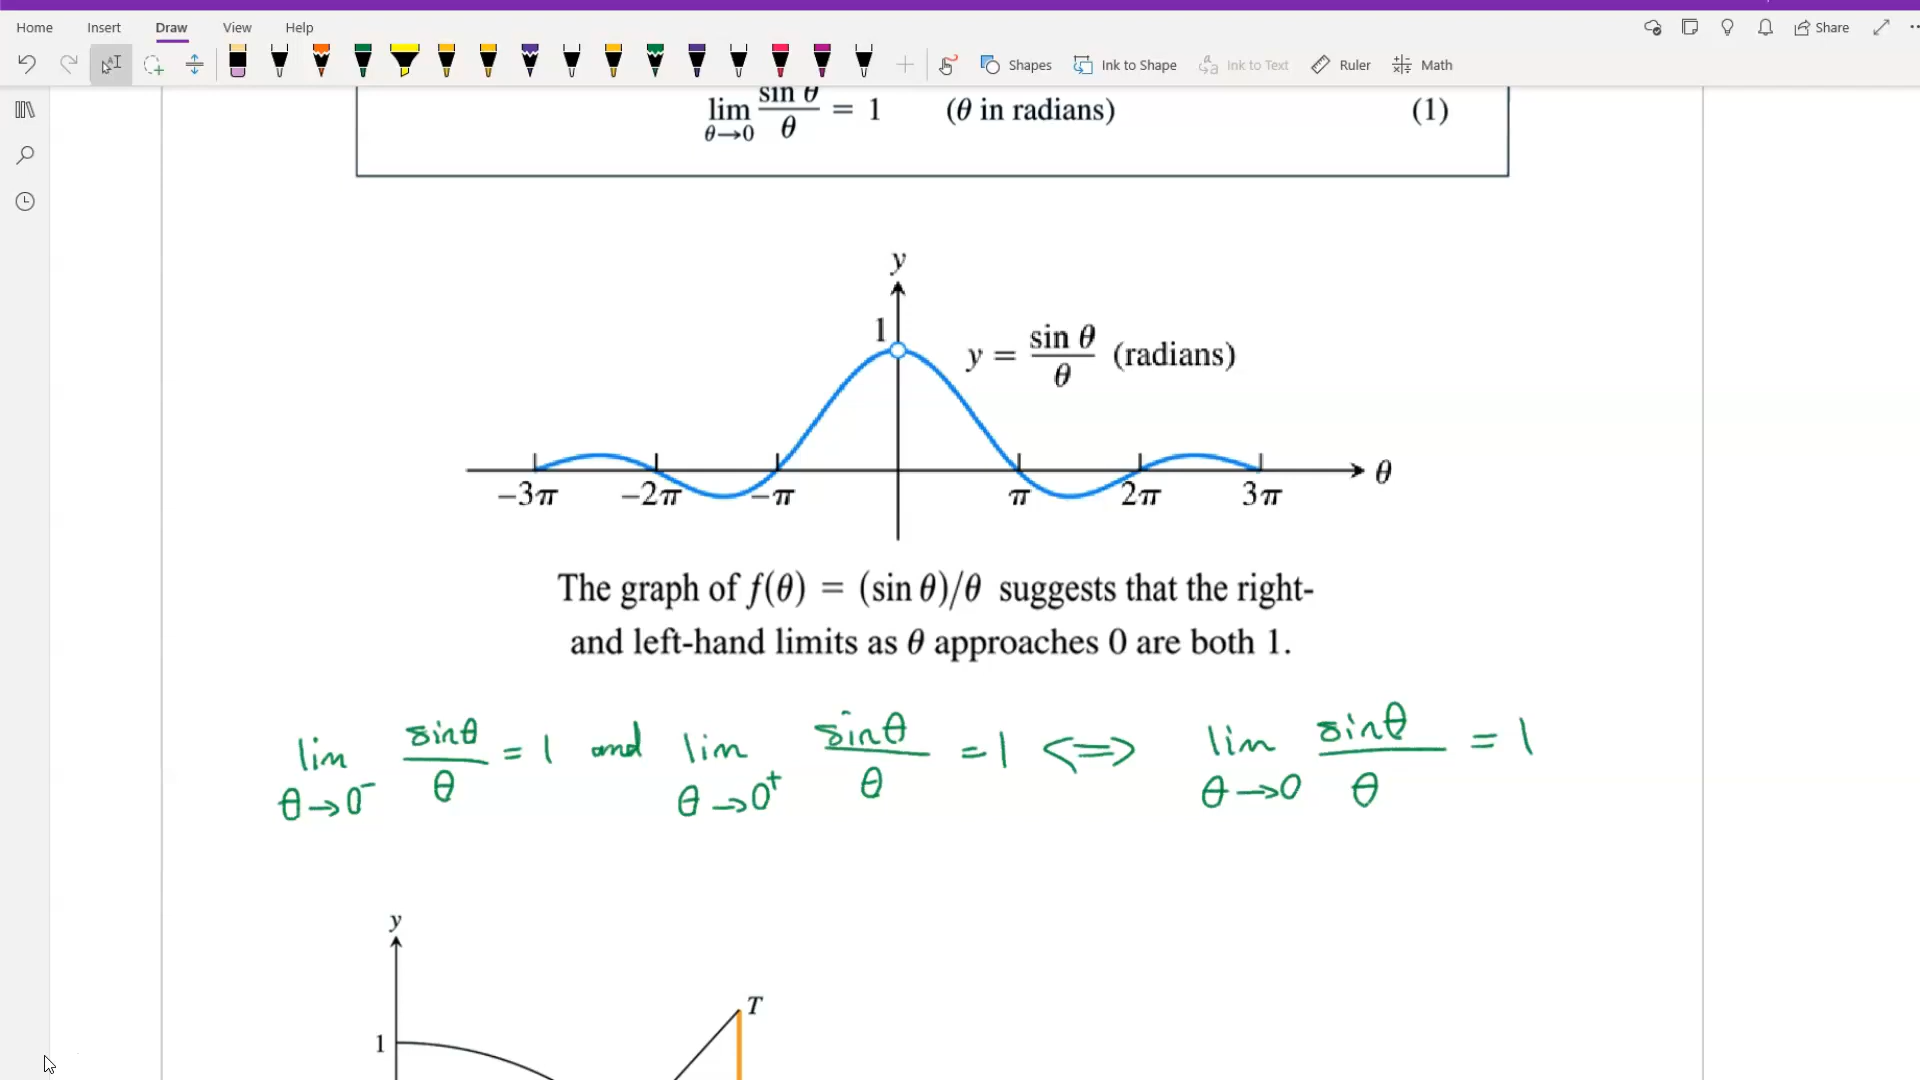 Home Insert Draw View Help Share
Shapes Ink to Shape Ink to Text Ruler Math
lim θ→0 sin θ / θ = 1 (θ in radians) (1)
y
1
y = sin θ / θ (radians)
θ
−3π −2π −π π 2π 3π
The graph of f(θ) = (sin θ)/θ suggests that the right-
and left-hand limits as θ approaches 0 are both 1.
lim θ→0⁻ sinθ / θ = 1 and lim θ→0⁺ sinθ / θ = 1 <=> lim θ→0 sinθ / θ = 1
y
T
1